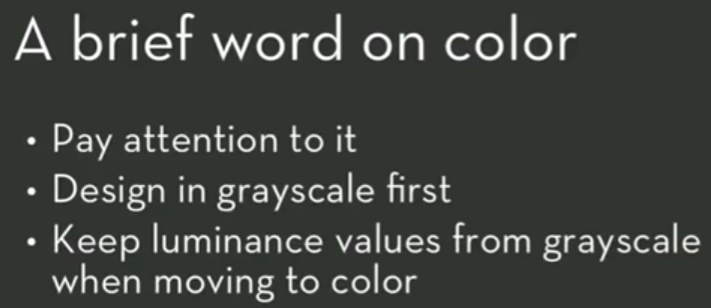 A brief word on color
• Pay attention to it
• Design in grayscale first
• Keep luminance values from grayscale
when moving to color